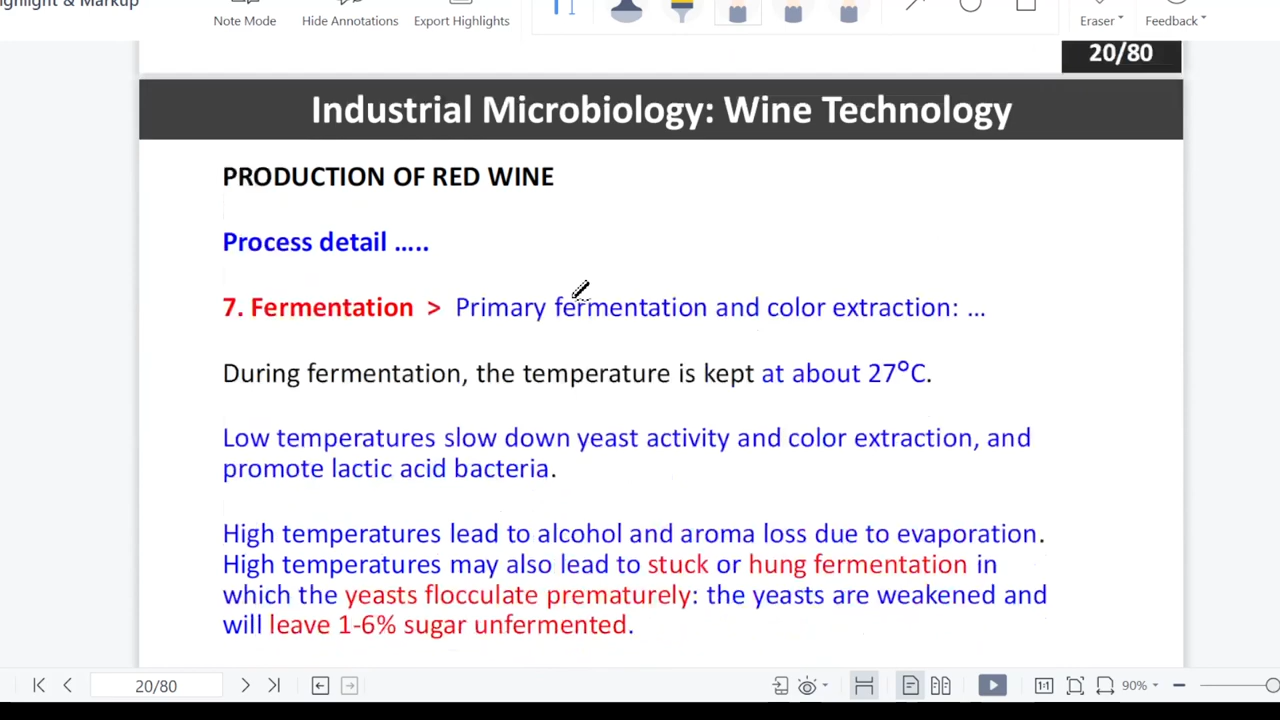 ighlight & Markup
Note Mode
Hide Annotations
Export Highlights
Eraser
Feedback
20/80
Industrial Microbiology: Wine Technology
PRODUCTION OF RED WINE
Process detail .....
7. Fermentation > Primary fermentation and color extraction: ...
During fermentation, the temperature is kept at about 27°C.
Low temperatures slow down yeast activity and color extraction, and
promote lactic acid bacteria.
High temperatures lead to alcohol and aroma loss due to evaporation.
High temperatures may also lead to stuck or hung fermentation in
which the yeasts flocculate prematurely: the yeasts are weakened and
will leave 1-6% sugar unfermented.
20/80
1:1
90%